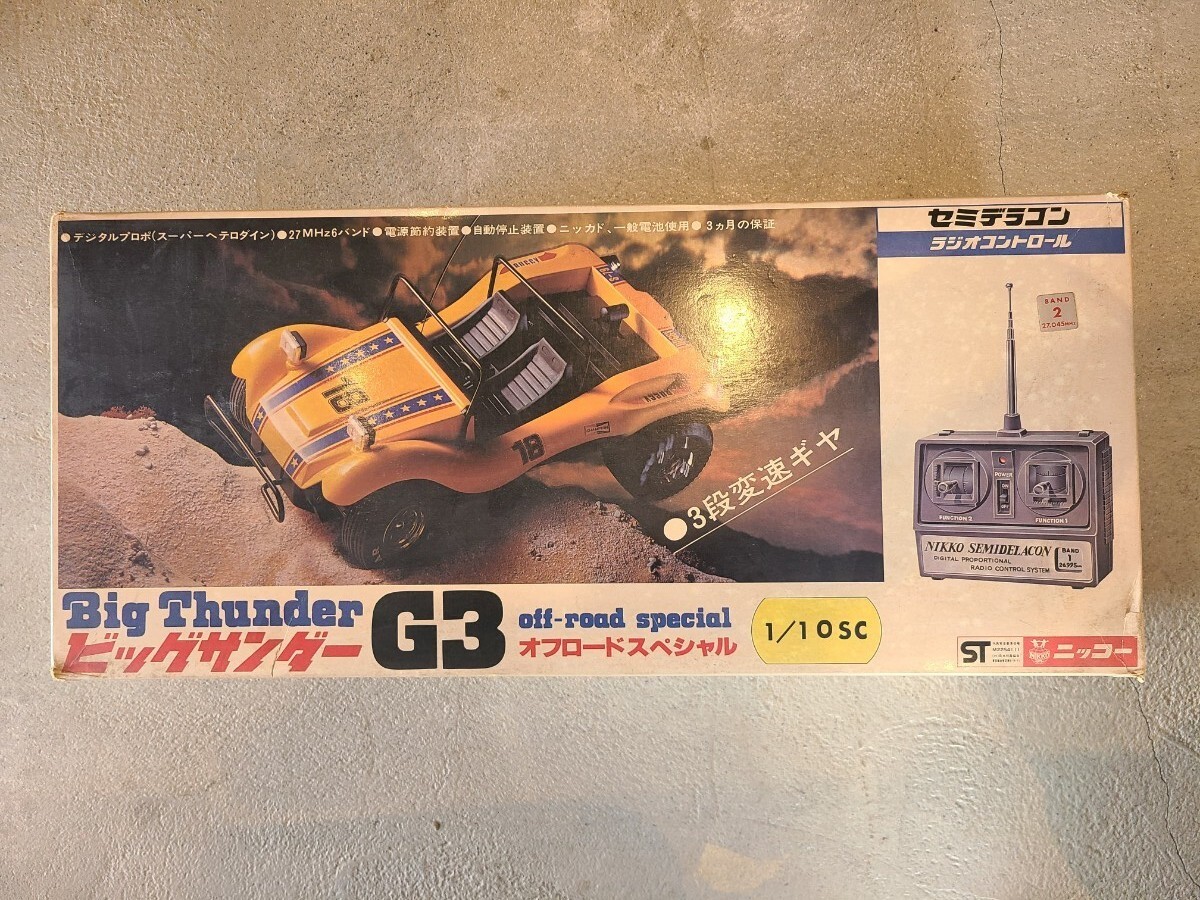 ●デジタルプロポ(スーパーヘテロダイン)●27MHz6バンド●電源節約装置●自動停止装置●ニッカド、一般電池使用●3ヵ月の保証
セミデラコン
ラジオコントロール
BAND
2
27.045MHz
BUGGY
18
18
●3段変速ギヤ
POWER
ON
OFF
FUNCTION 2
FUNCTION 1
NIKKO SEMIDELACON
DIGITAL PROPORTIONAL
RADIO CONTROL SYSTEM
BAND
1
26.995MHz
Big Thunder
ビッグサンダー
G3
off-road special
オフロードスペシャル
1/10SC
ST
NIKKO
ニッコー